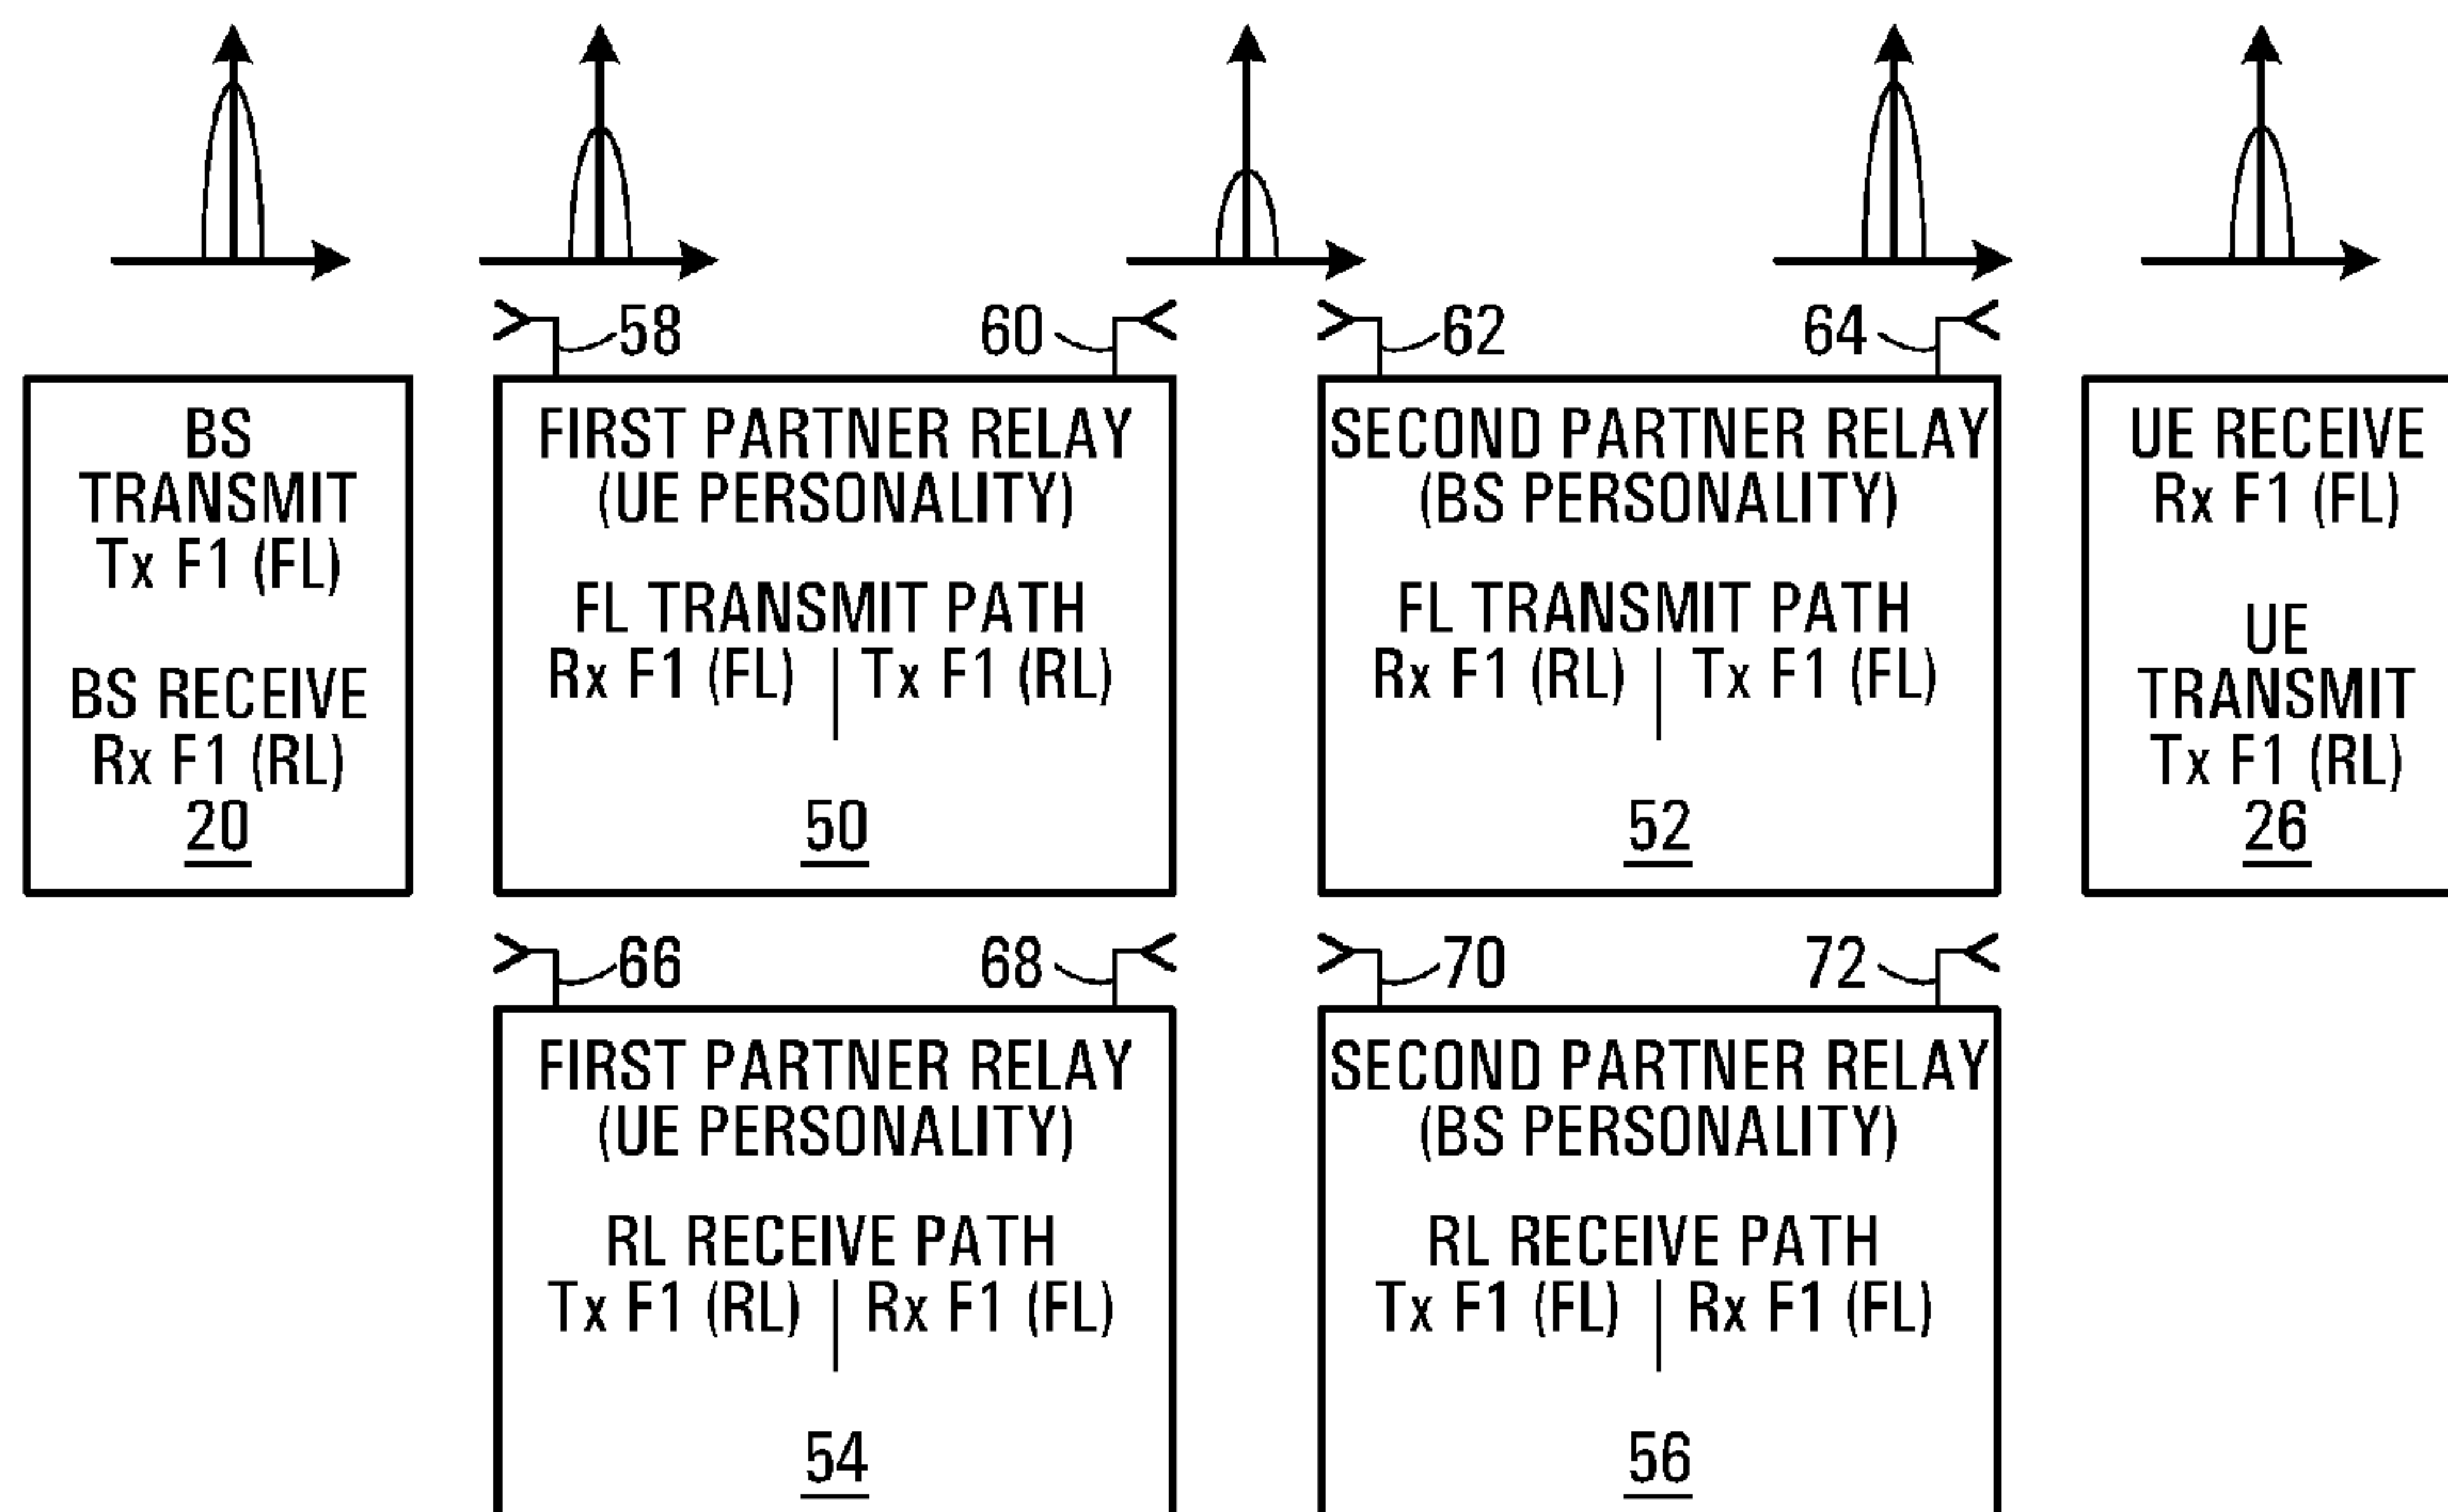 58
60
62
64
BS
TRANSMIT
Tx F1 (FL)
BS RECEIVE
Rx F1 (RL)
20
FIRST PARTNER RELAY
(UE PERSONALITY)
FL TRANSMIT PATH
Rx F1 (FL) | Tx F1 (RL)
50
SECOND PARTNER RELAY
(BS PERSONALITY)
FL TRANSMIT PATH
Rx F1 (RL) | Tx F1 (FL)
52
UE RECEIVE
Rx F1 (FL)
UE
TRANSMIT
Tx F1 (RL)
26
66
68
70
72
FIRST PARTNER RELAY
(UE PERSONALITY)
RL RECEIVE PATH
Tx F1 (RL) | Rx F1 (FL)
54
SECOND PARTNER RELAY
(BS PERSONALITY)
RL RECEIVE PATH
Tx F1 (FL) | Rx F1 (FL)
56